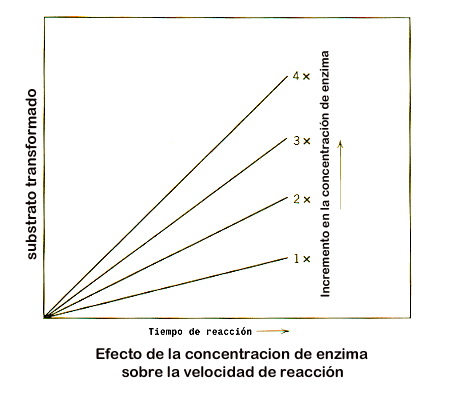 substrato transformado
4 ×
3 ×
2 ×
1 ×
Incremento en la concentración de enzima
Tiempo de reacción
Efecto de la concentracion de enzima
sobre la velocidad de reacción